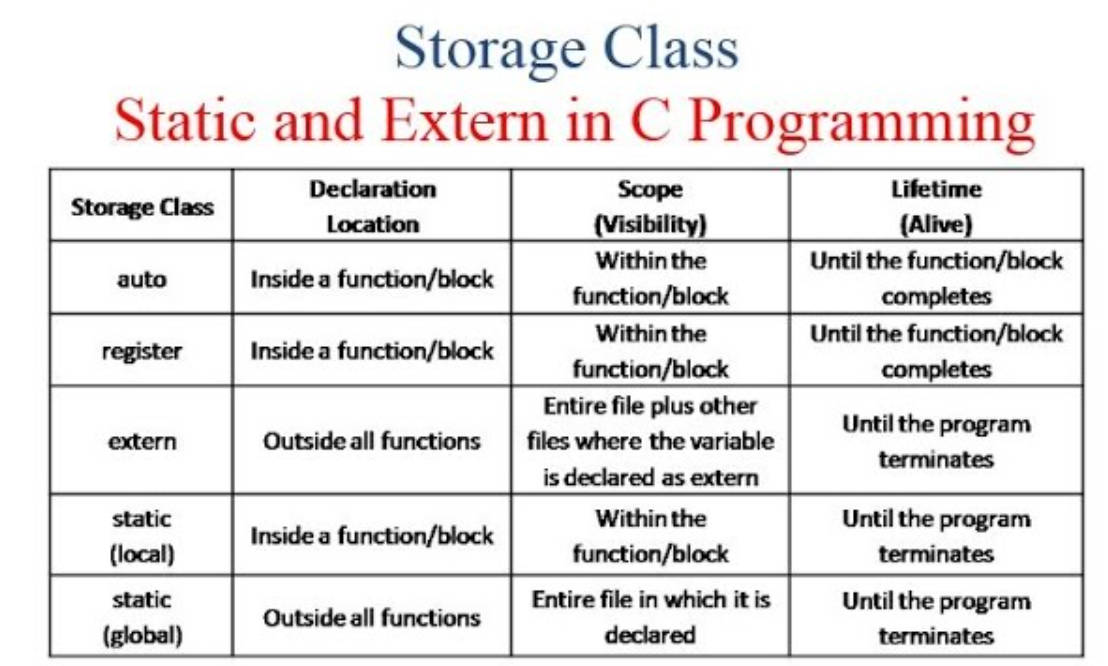 Storage Class
Static and Extern in C Programming
Storage Class
Declaration
Location
Scope
(Visibility)
Lifetime
(Alive)
auto
Inside a function/block
Within the
function/block
Until the function/block
completes
register
Inside a function/block
Within the
function/block
Until the function/block
completes
extern
Outside all functions
Entire file plus other
files where the variable
is declared as extern
Until the program
terminates
static
(local)
Inside a function/block
Within the
function/block
Until the program
terminates
static
(global)
Outside all functions
Entire file in which it is
declared
Until the program
terminates